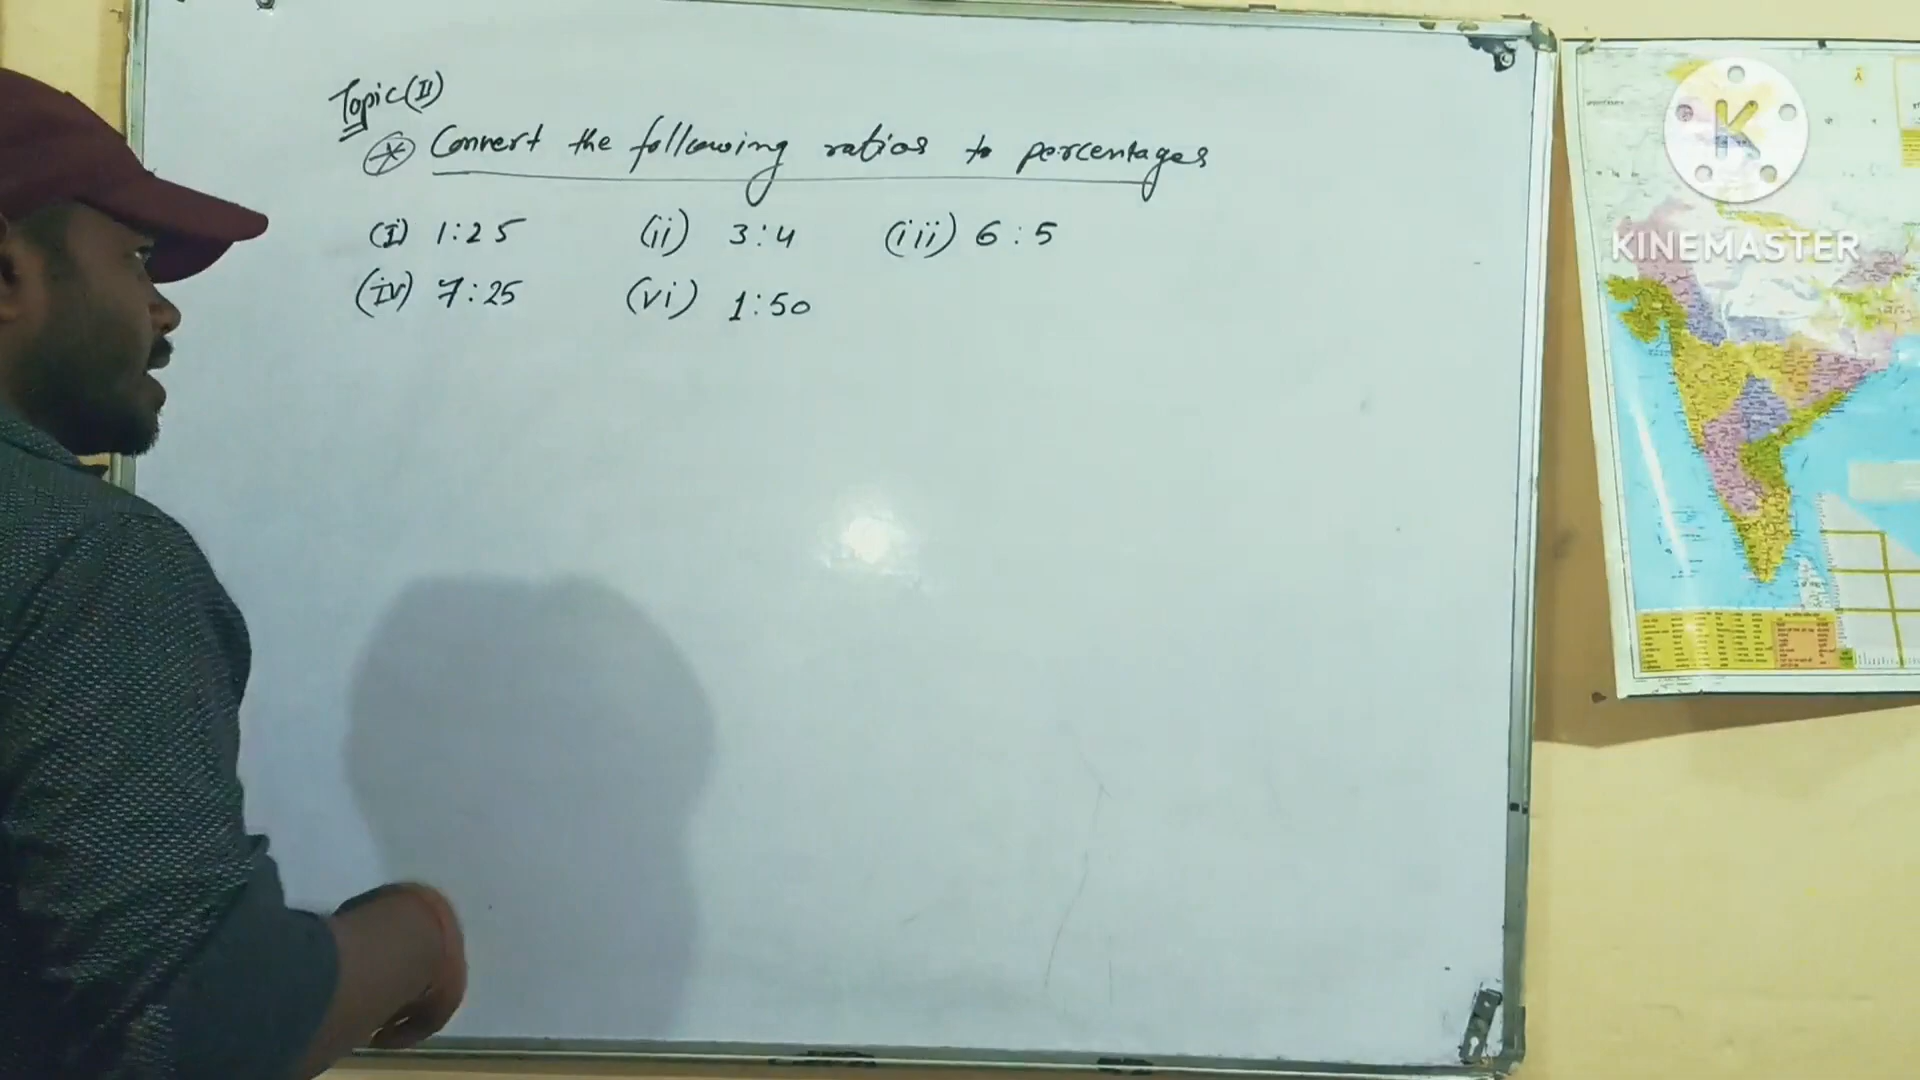 Topic (II)
* Convert the following ratios to percentages
(I) 1:25 (ii) 3:4 (iii) 6:5
(iv) 7:25 (vi) 1:50
K
KINEMASTER